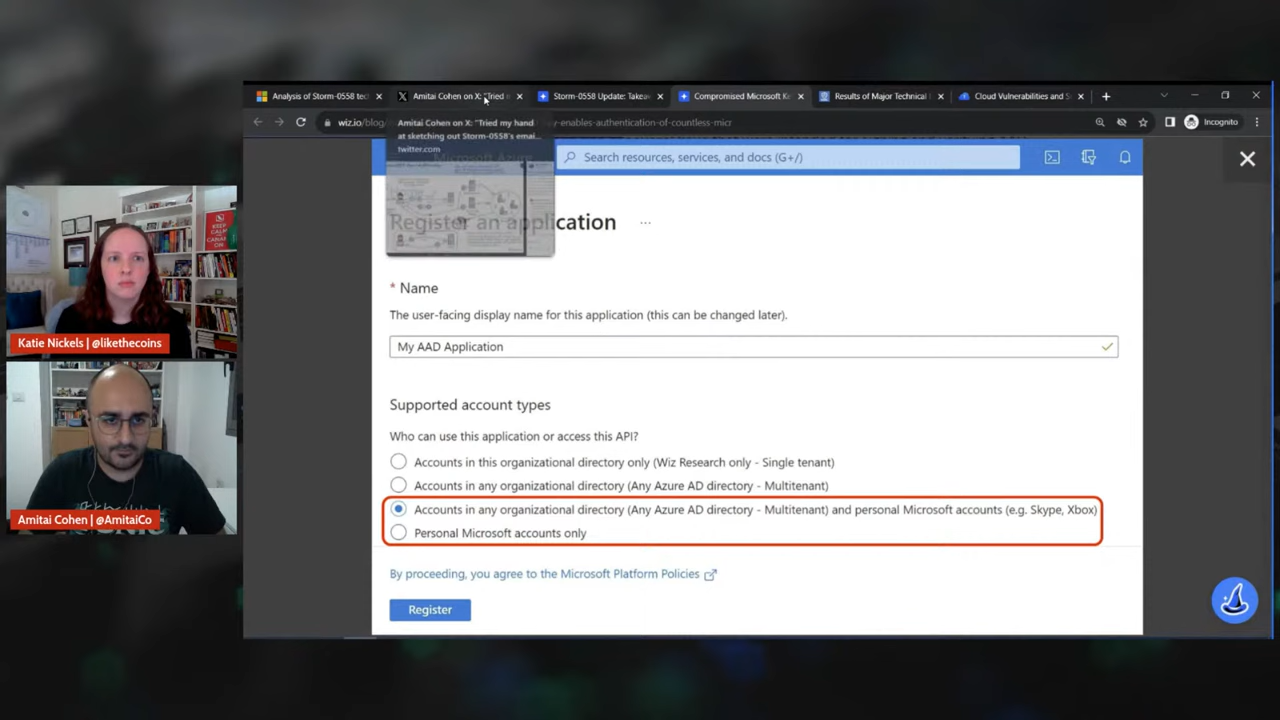 Analysis of Storm-0558 tec
Amitai Cohen on X: "Tried m
Storm-0558 Update: Takea
Compromised Microsoft Ke
Results of Major Technical
Cloud Vulnerabilities and S
wiz.io/blog
y-enables-authentication-of-countless-micr
Incognito
Amitai Cohen on X: "Tried my hand
at sketching out Storm-0558's emai...
twitter.com
Search resources, services, and docs (G+/)
Register an application
...
* Name
The user-facing display name for this application (this can be changed later).
My AAD Application
Supported account types
Who can use this application or access this API?
Accounts in this organizational directory only (Wiz Research only - Single tenant)
Accounts in any organizational directory (Any Azure AD directory - Multitenant)
Accounts in any organizational directory (Any Azure AD directory - Multitenant) and personal Microsoft accounts (e.g. Skype, Xbox)
Personal Microsoft accounts only
By proceeding, you agree to the Microsoft Platform Policies
Register
KEEP
CALM
Katie Nickels | @likethecoins
Amitai Cohen | @AmitaiCo